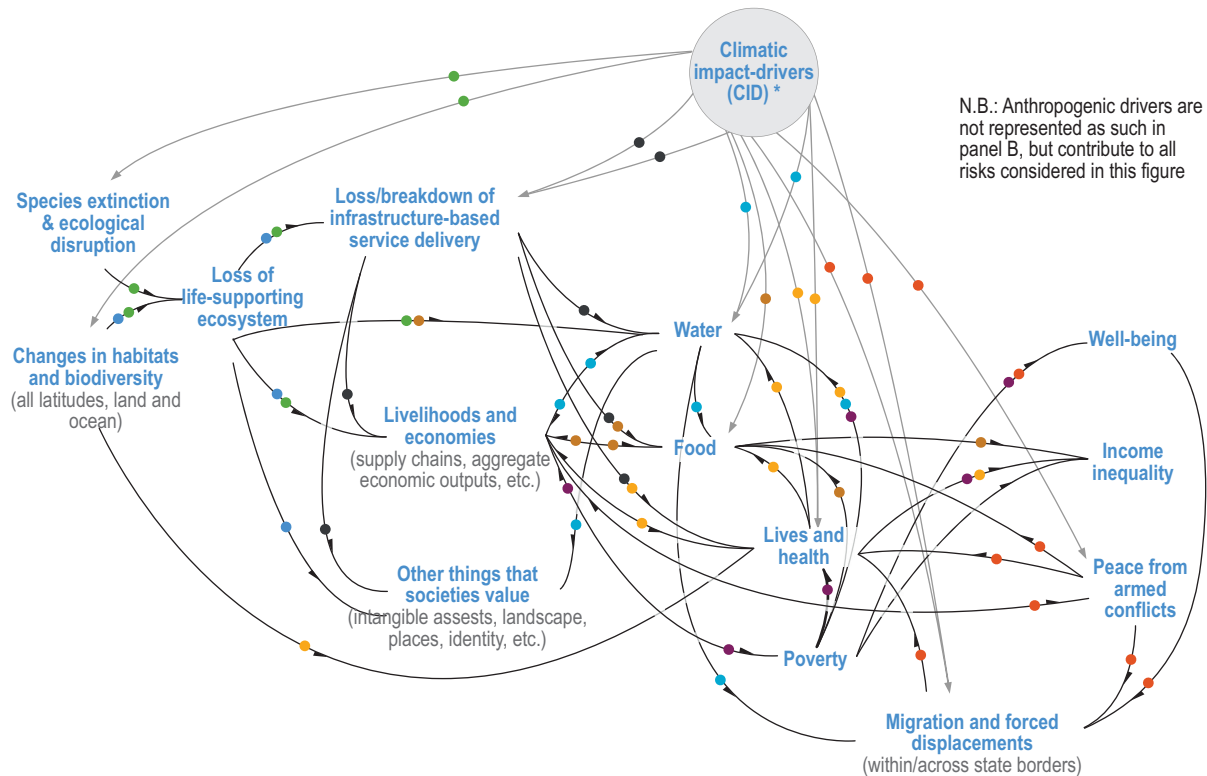 Climatic
impact-drivers
(CID) *
N.B.: Anthropogenic drivers are
not represented as such in
panel B, but contribute to all
risks considered in this figure
Species extinction
& ecological
disruption
Loss/breakdown of
infrastructure-based
service delivery
Loss of
life-supporting
ecosystem
Water
Well-being
Changes in habitats
and biodiversity
(all latitudes, land and
ocean)
Livelihoods and
economies
(supply chains, aggregate
economic outputs, etc.)
Food
Income
inequality
Lives and
health
Other things that
societies value
(intangible assests, landscape,
places, identity, etc.)
Peace from
armed
conflicts
Poverty
Migration and forced
displacements
(within/across state borders)